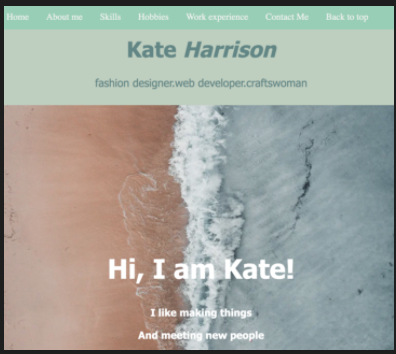 Home About me Skills Hobbies Work experience Contact Me Back to top
Kate Harrison
fashion designer.web developer.craftswoman
Hi, I am Kate!
I like making things
And meeting new people